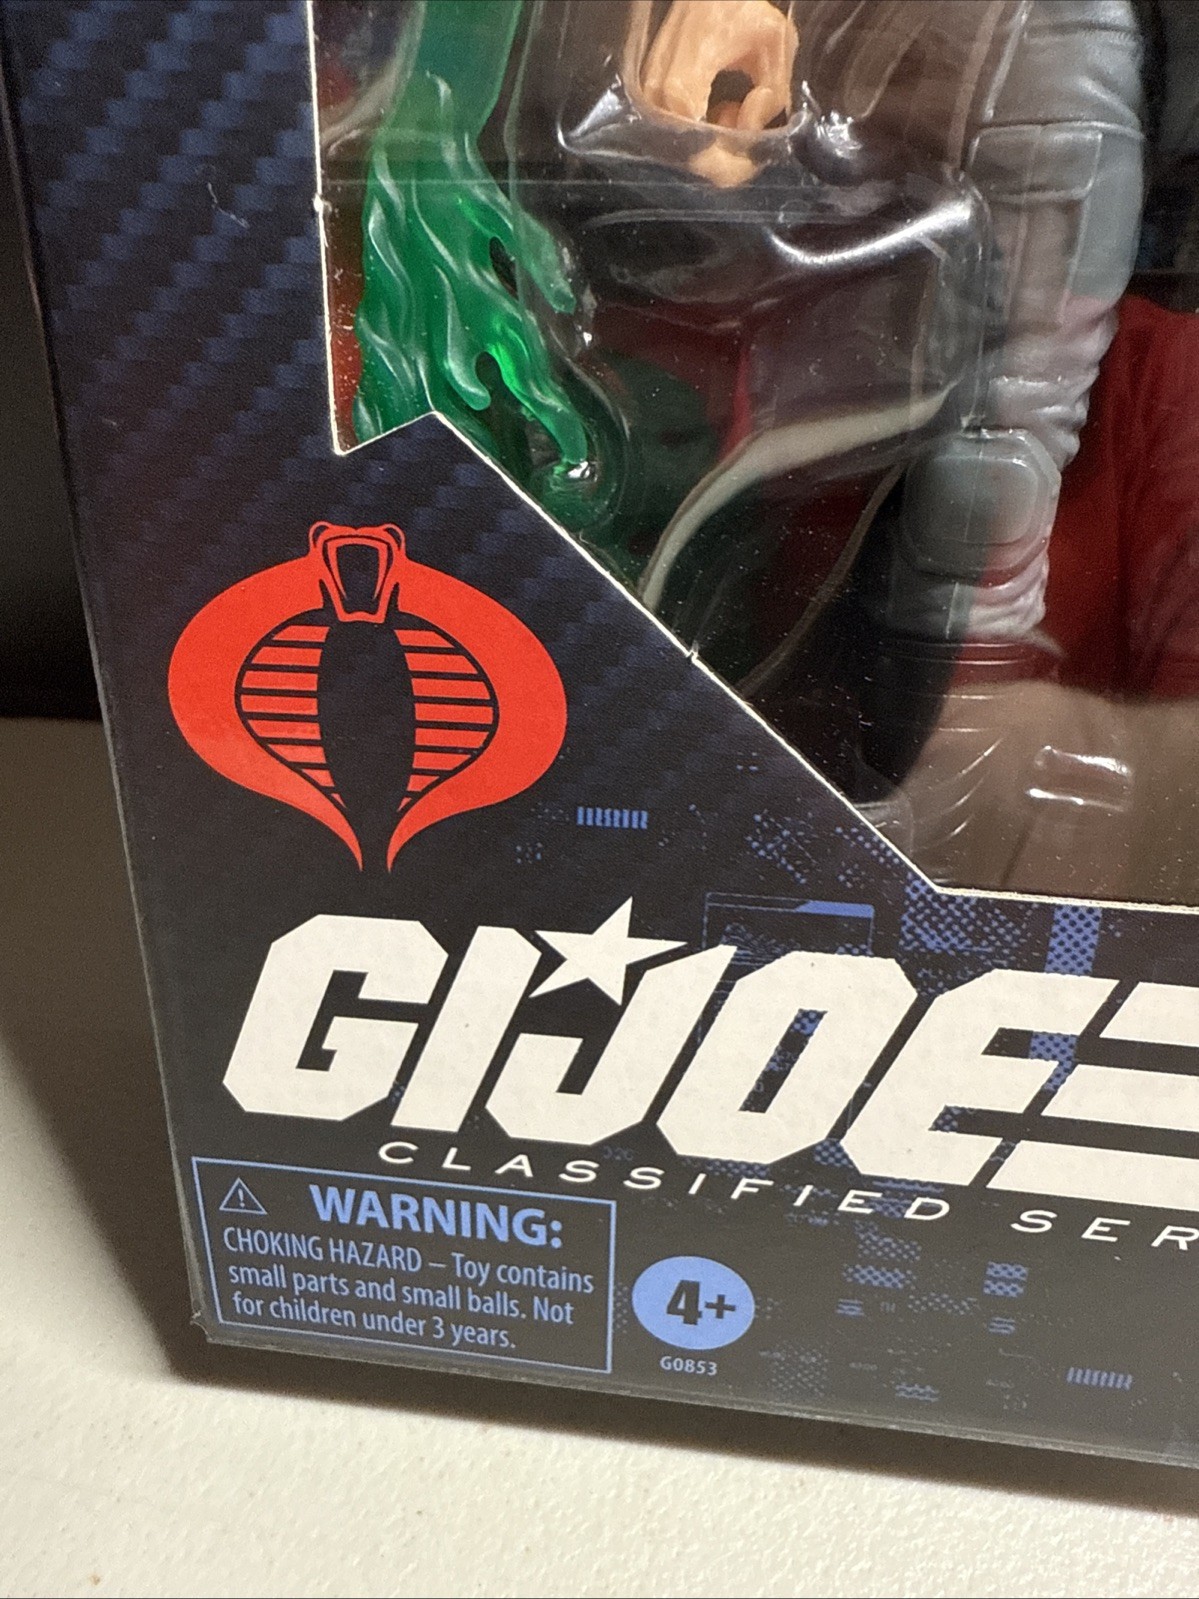 GIJOE
CLASSIFIED SER
WARNING:
CHOKING HAZARD – Toy contains
small parts and small balls. Not
for children under 3 years.
4+
G0853